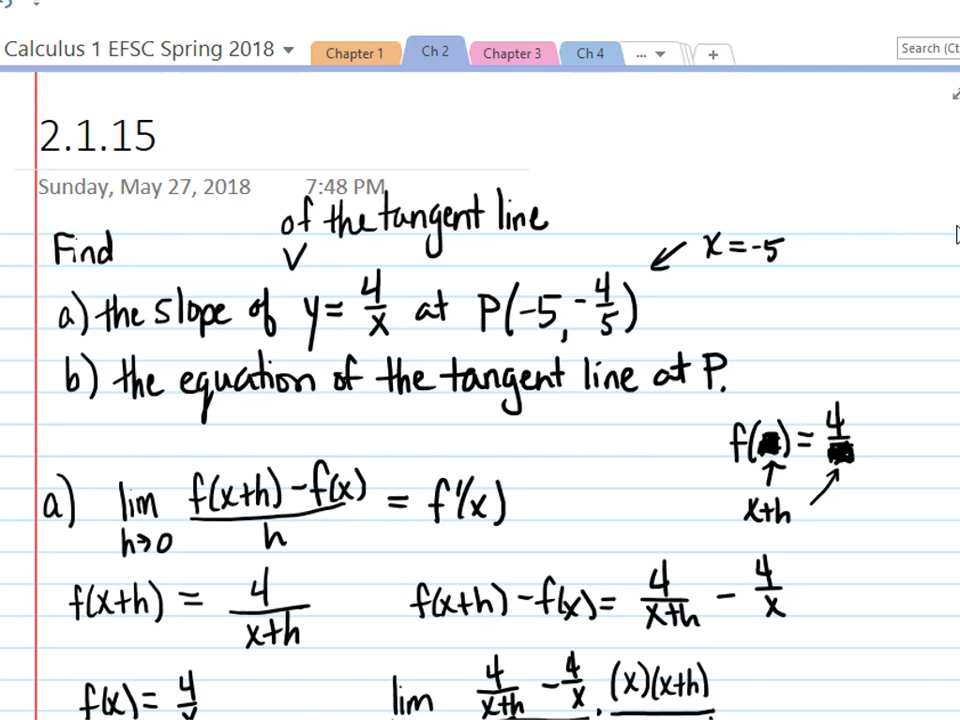 Calculus 1 EFSC Spring 2018 Chapter 1 Ch 2 Chapter 3 Ch 4 ... + Search (Ct
2.1.15
Sunday, May 27, 2018 7:48 PM
of the tangent line
Find V x = -5
a) the slope of y = 4/x at P(-5, -4/5)
b) the equation of the tangent line at P.
f( ) = 4
x+h
a) lim h→0 (f(x+h) - f(x))/h = f'(x)
f(x+h) = 4/(x+h) f(x+h) - f(x) = 4/(x+h) - 4/x
f(x) = 4/x lim 4/(x+h) - 4/x · (x)(x+h)